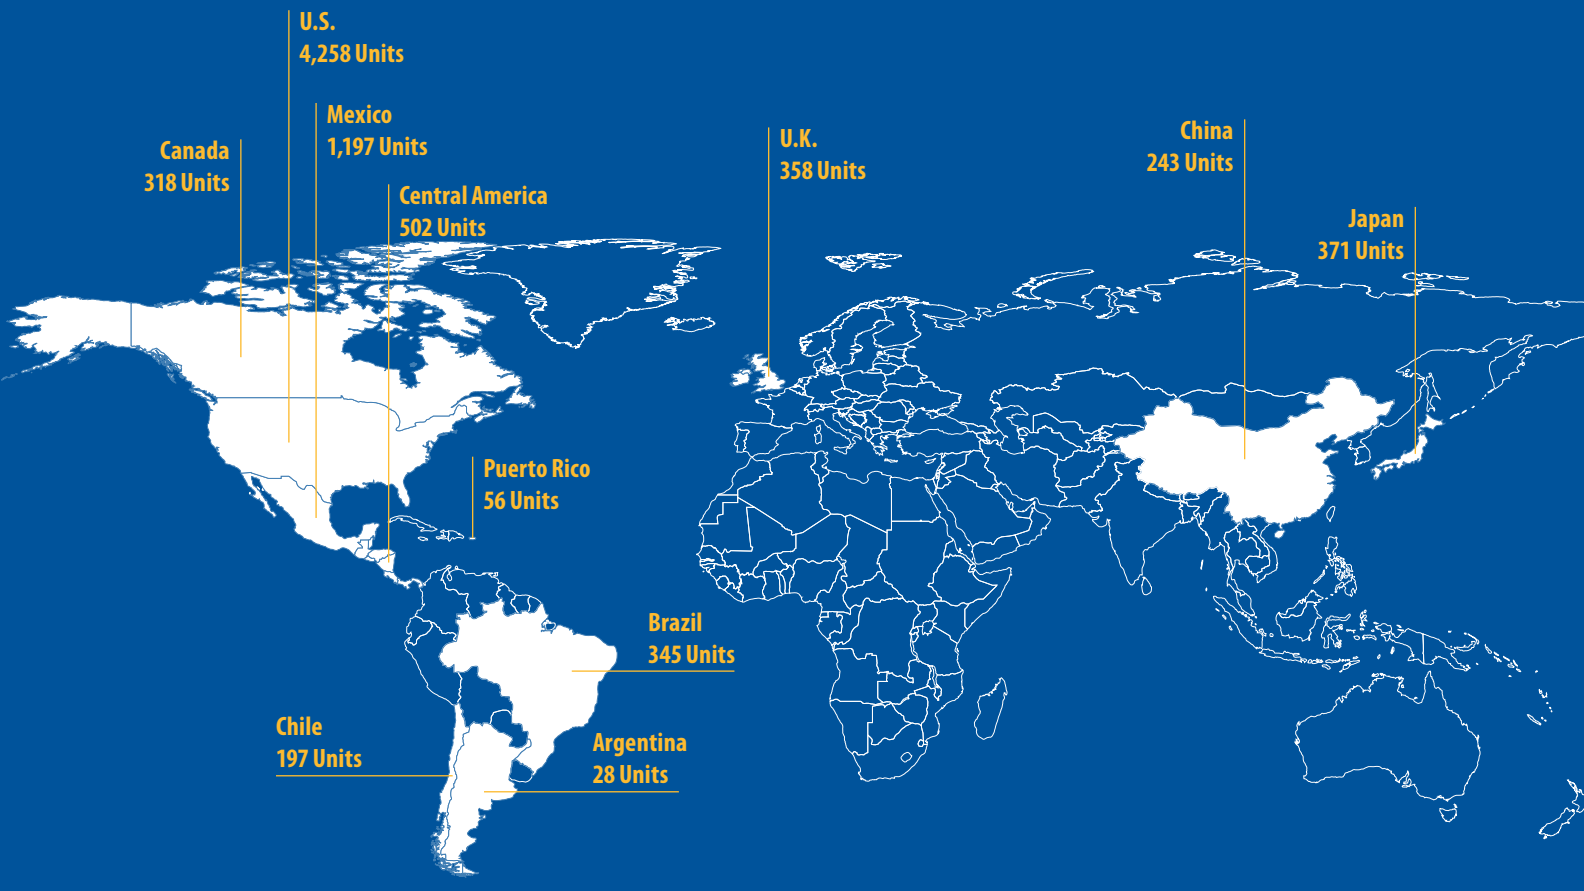 U.S.
4,258 Units
Mexico
1,197 Units
Canada
318 Units
Central America
502 Units
U.K.
358 Units
China
243 Units
Japan
371 Units
Puerto Rico
56 Units
Brazil
345 Units
Chile
197 Units
Argentina
28 Units